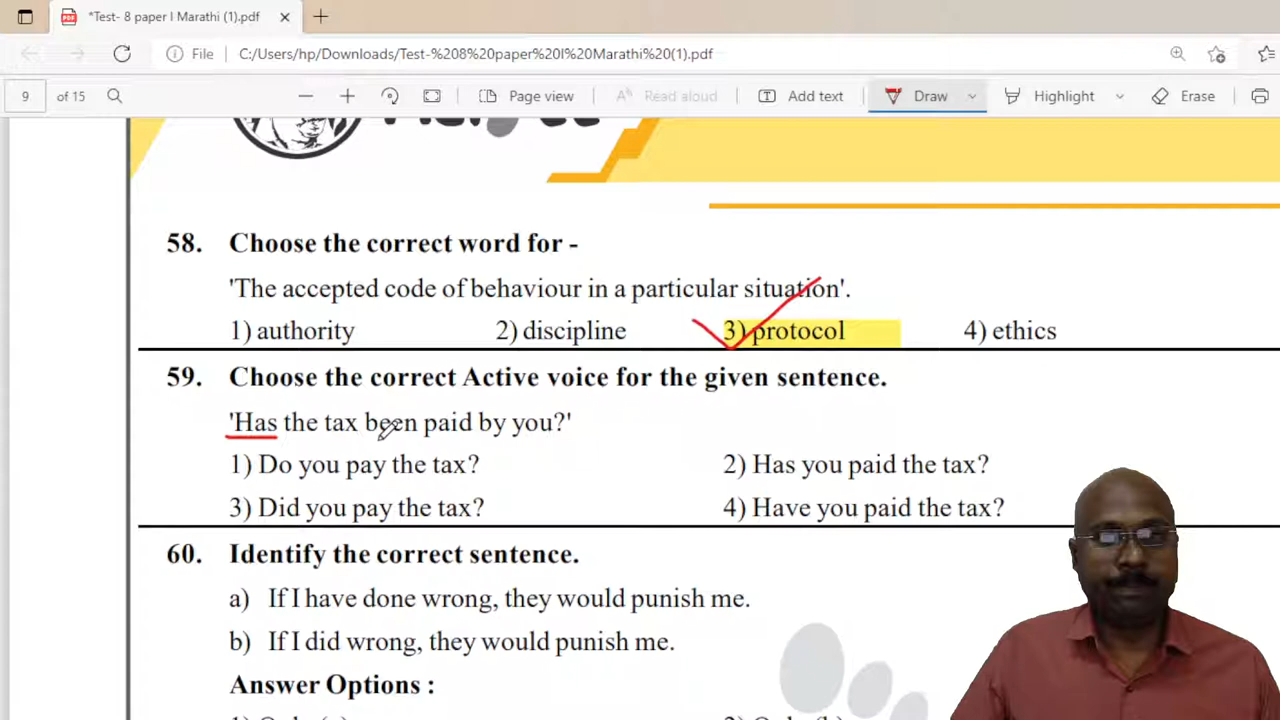 *Test- 8 paper I Marathi (1).pdf
File C:/Users/hp/Downloads/Test-%208%20paper%20I%20Marathi%20(1).pdf
9 of 15 Page view Read aloud Add text Draw Highlight Erase
58. Choose the correct word for -
'The accepted code of behaviour in a particular situation'.
1) authority 2) discipline 3) protocol 4) ethics
59. Choose the correct Active voice for the given sentence.
'Has the tax been paid by you?'
1) Do you pay the tax? 2) Has you paid the tax?
3) Did you pay the tax? 4) Have you paid the tax?
60. Identify the correct sentence.
a) If I have done wrong, they would punish me.
b) If I did wrong, they would punish me.
Answer Options :